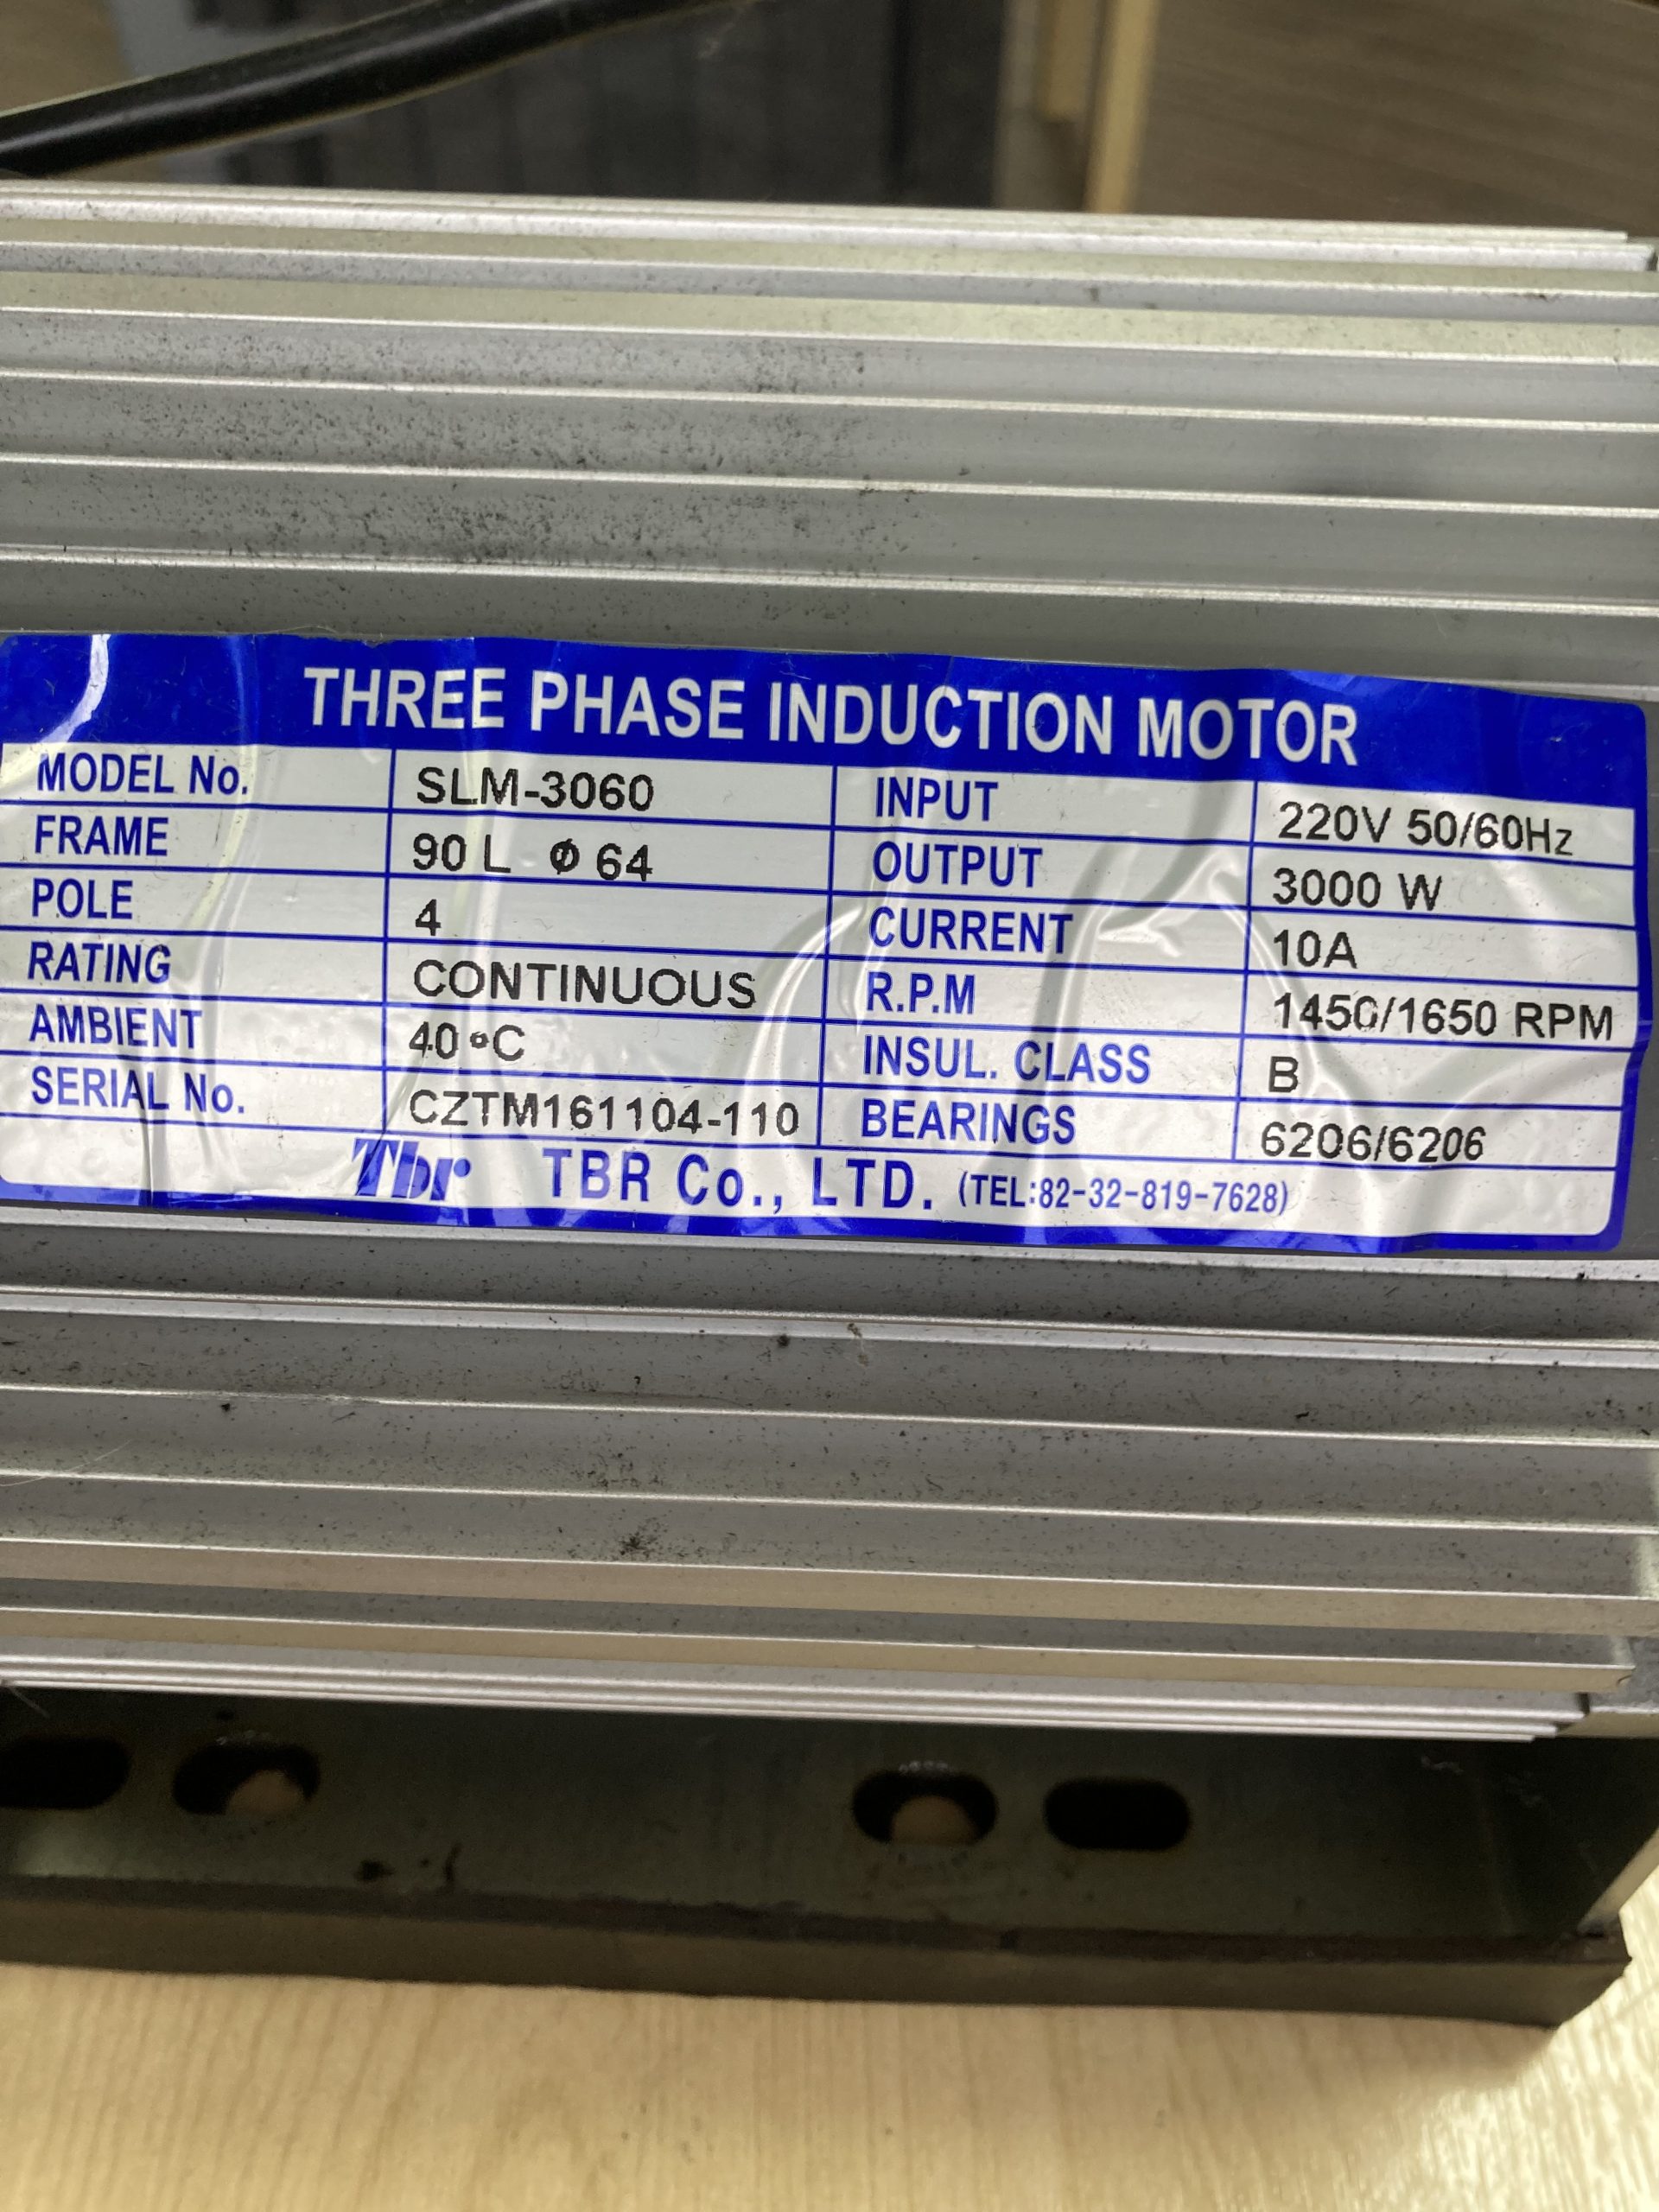 THREE PHASE INDUCTION MOTOR
MODEL No. SLM-3060 INPUT 220V 50/60Hz
FRAME 90 L Φ 64 OUTPUT 3000 W
POLE 4 CURRENT 10A
RATING CONTINUOUS R.P.M 1450/1650 RPM
AMBIENT 40 °C INSUL. CLASS B
SERIAL No. CZTM161104-110 BEARINGS 6206/6206
Tbr TBR Co., LTD. (TEL:82-32-819-7628)